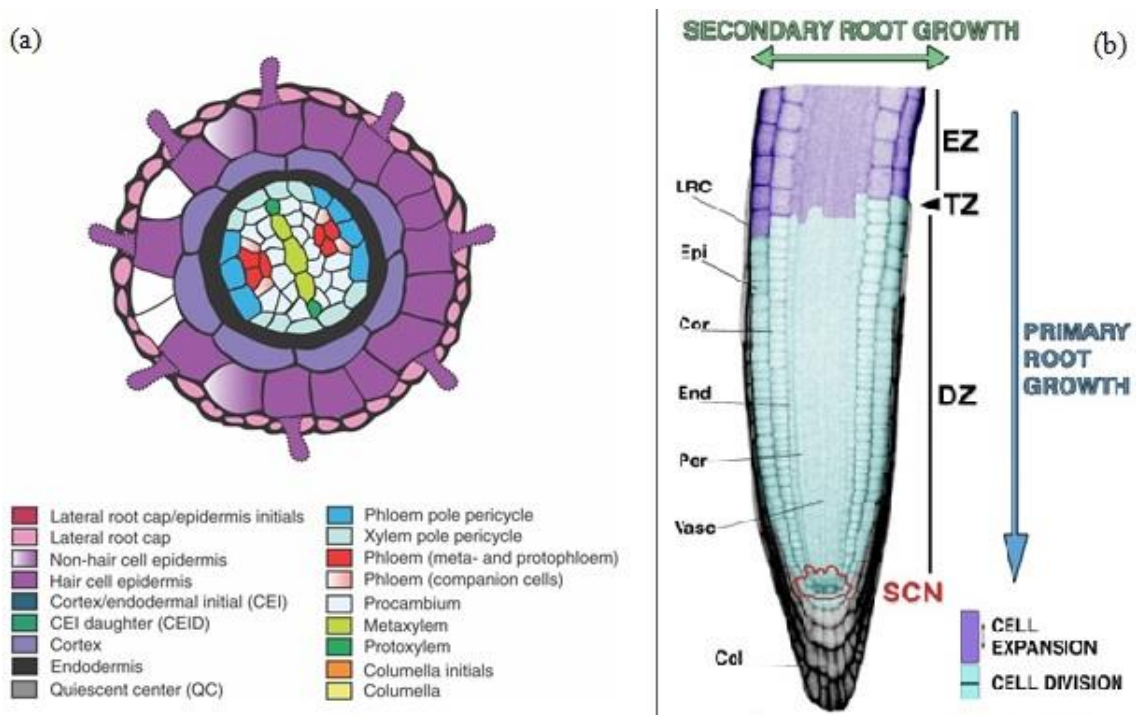 (a)
Lateral root cap/epidermis initials
Lateral root cap
Non-hair cell epidermis
Hair cell epidermis
Cortex/endodermal initial (CEI)
CEI daughter (CEID)
Cortex
Endodermis
Quiescent center (QC)
Phloem pole pericycle
Xylem pole pericycle
Phloem (meta- and protophloem)
Phloem (companion cells)
Procambium
Metaxylem
Protoxylem
Columella initials
Columella
(b)
SECONDARY ROOT GROWTH
EZ
LRC
TZ
Epi
Cor
PRIMARY
ROOT
GROWTH
End
DZ
Per
Vasc
SCN
Col
CELL
EXPANSION
CELL DIVISION